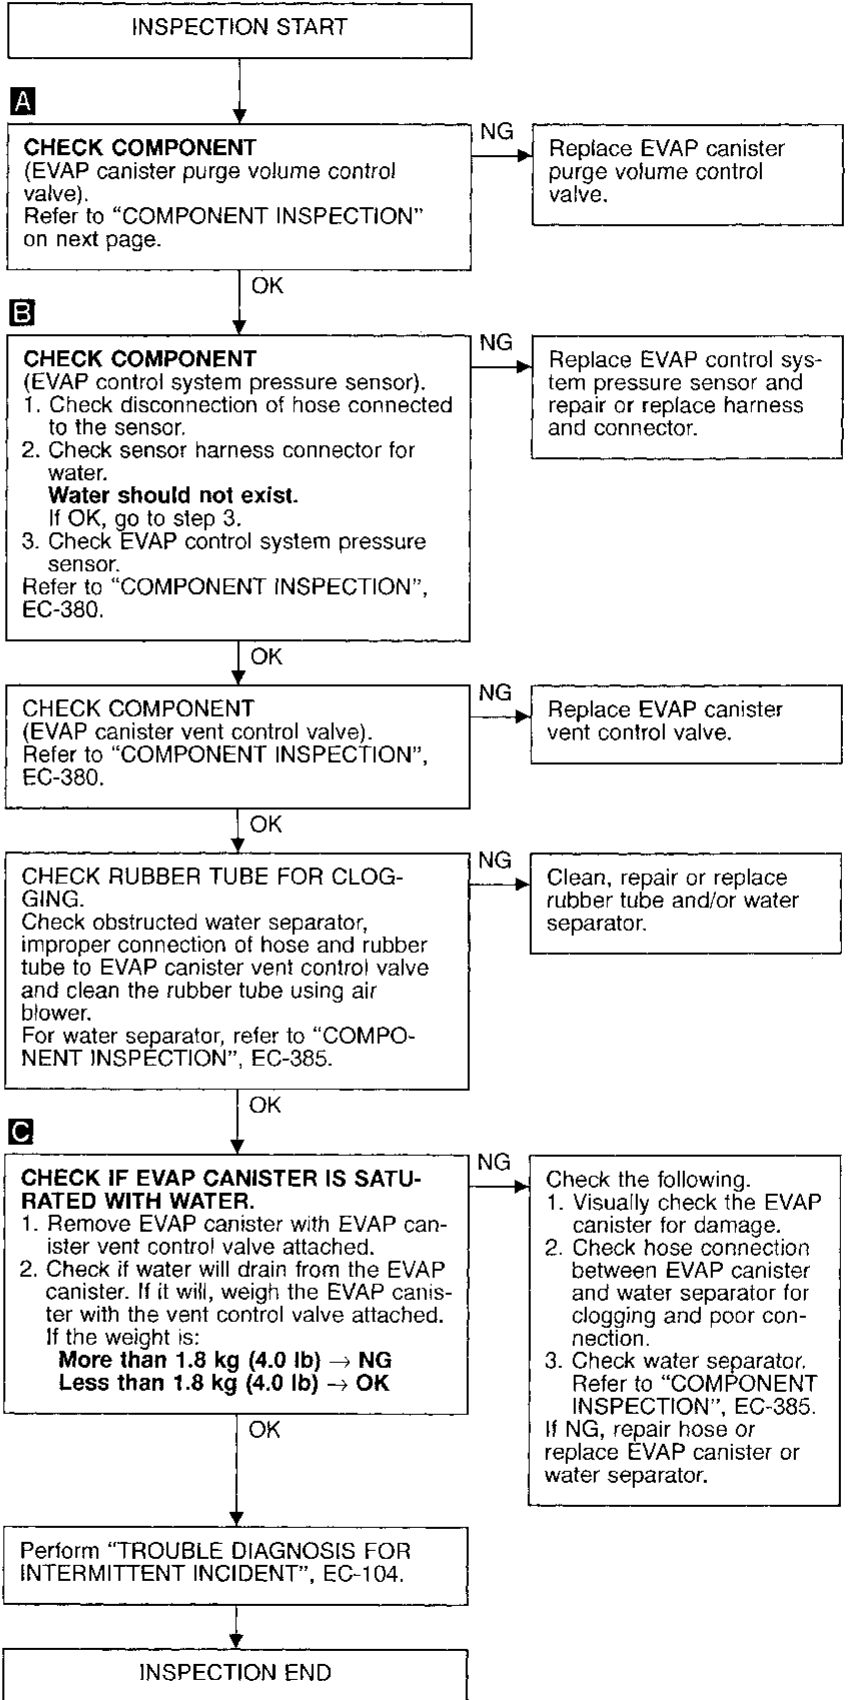 INSPECTION START
A
CHECK COMPONENT
(EVAP canister purge volume control
valve).
Refer to “COMPONENT INSPECTION”
on next page.
NG
Replace EVAP canister
purge volume control
valve.
OK
B
CHECK COMPONENT
(EVAP control system pressure sensor).
1. Check disconnection of hose connected
to the sensor.
2. Check sensor harness connector for
water.
Water should not exist.
If OK, go to step 3.
3. Check EVAP control system pressure
sensor.
Refer to “COMPONENT INSPECTION”,
EC-380.
NG
Replace EVAP control sys-
tem pressure sensor and
repair or replace harness
and connector.
OK
CHECK COMPONENT
(EVAP canister vent control valve).
Refer to “COMPONENT INSPECTION”,
EC-380.
NG
Replace EVAP canister
vent control valve.
OK
CHECK RUBBER TUBE FOR CLOG-
GING.
Check obstructed water separator,
improper connection of hose and rubber
tube to EVAP canister vent control valve
and clean the rubber tube using air
blower.
For water separator, refer to “COMPO-
NENT INSPECTION”, EC-385.
NG
Clean, repair or replace
rubber tube and/or water
separator.
OK
C
CHECK IF EVAP CANISTER IS SATU-
RATED WITH WATER.
1. Remove EVAP canister with EVAP can-
ister vent control valve attached.
2. Check if water will drain from the EVAP
canister. If it will, weigh the EVAP canis-
ter with the vent control valve attached.
If the weight is:
More than 1.8 kg (4.0 lb) → NG
Less than 1.8 kg (4.0 lb) → OK
NG
Check the following.
1. Visually check the EVAP
canister for damage.
2. Check hose connection
between EVAP canister
and water separator for
clogging and poor con-
nection.
3. Check water separator.
Refer to “COMPONENT
INSPECTION”, EC-385.
If NG, repair hose or
replace EVAP canister or
water separator.
OK
Perform “TROUBLE DIAGNOSIS FOR
INTERMITTENT INCIDENT”, EC-104.
INSPECTION END